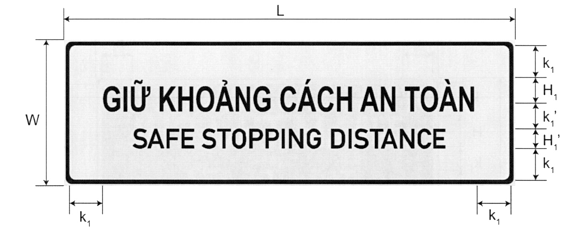 L
W
GIỮ KHOẢNG CÁCH AN TOÀN
SAFE STOPPING DISTANCE
k₁
H₁
k₁'
H₁'
k₁
k₁
k₁